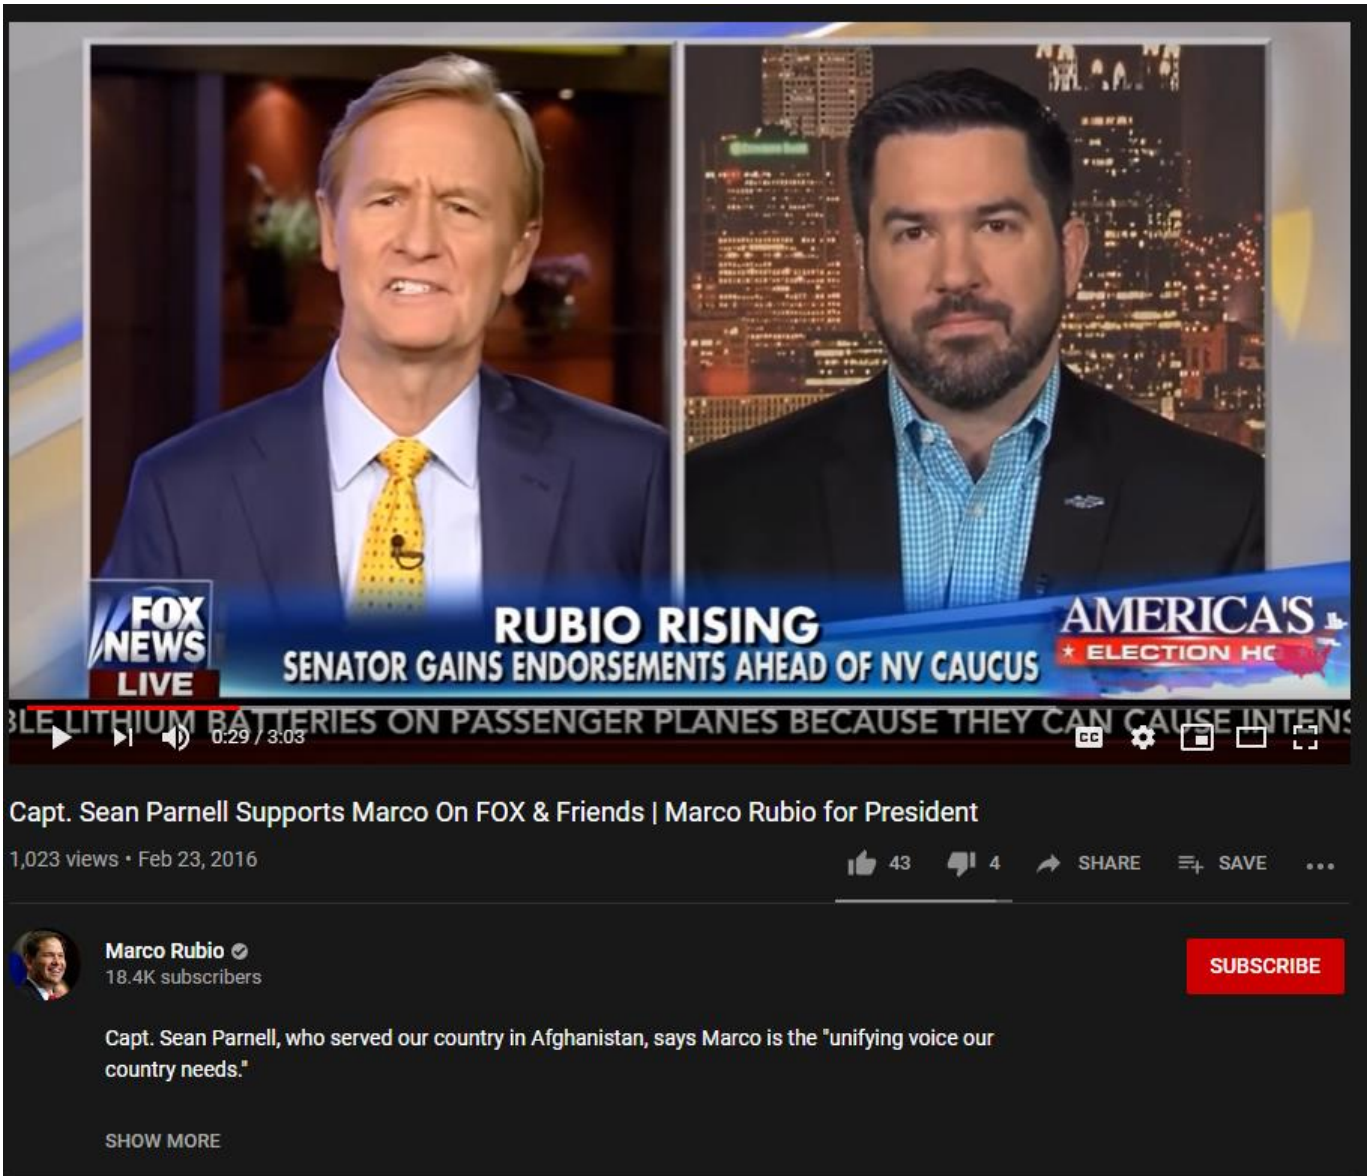 FOX
NEWS
LIVE
RUBIO RISING
SENATOR GAINS ENDORSEMENTS AHEAD OF NV CAUCUS
AMERICA'S
ELECTION
LITHIUM BATTERIES ON PASSENGER PLANES BECAUSE THEY CAN CAUSE
0:29 / 3:03
CC
Capt. Sean Parnell Supports Marco On FOX & Friends | Marco Rubio for President
1,023 views • Feb 23, 2016
43
4
SHARE
SAVE
Marco Rubio
18.4K subscribers
SUBSCRIBE
Capt. Sean Parnell, who served our country in Afghanistan, says Marco is the "unifying voice our
country needs."
SHOW MORE